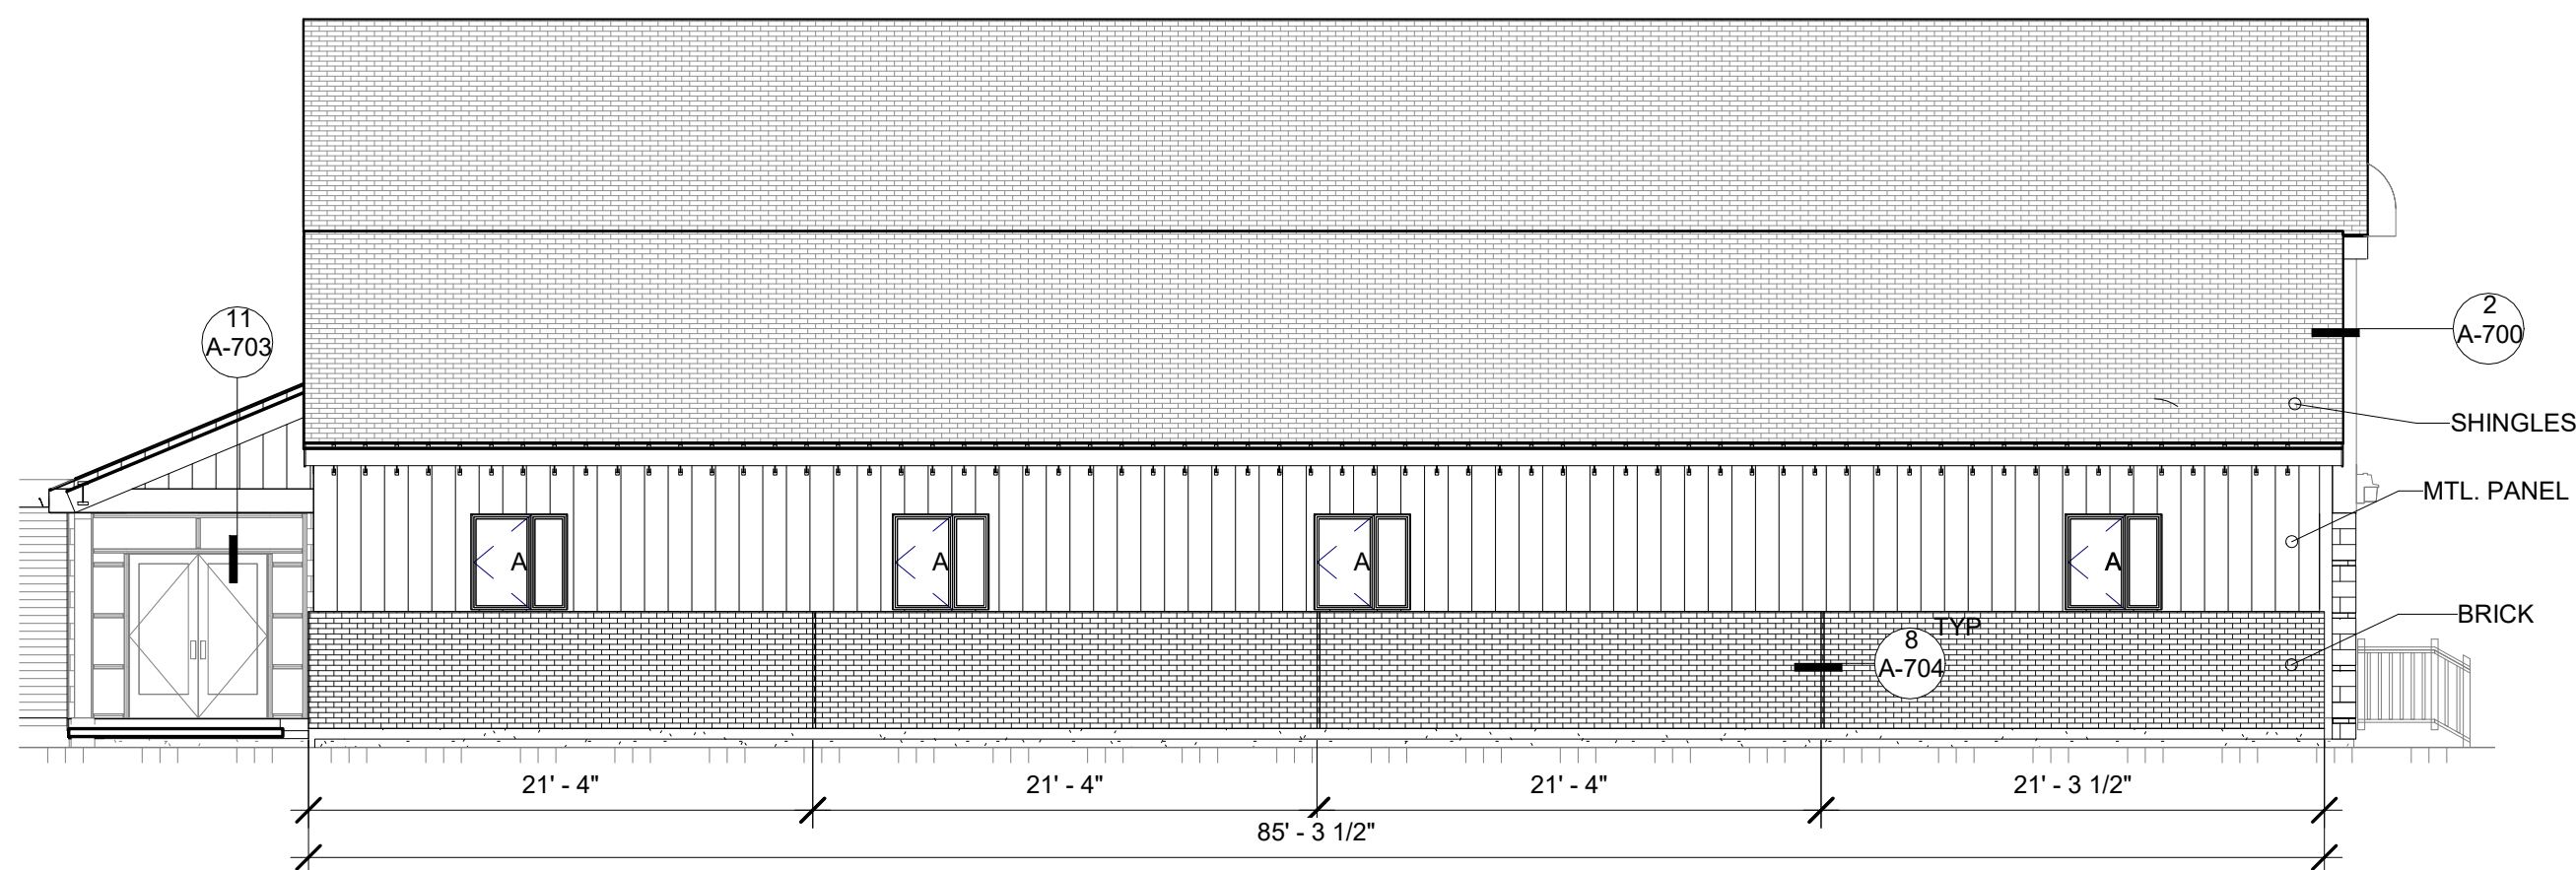 11
A-703
2
A-700
SHINGLES
MTL. PANEL
A
A
A
A
BRICK
TYP
8
A-704
21' - 4"
21' - 4"
21' - 4"
21' - 3 1/2"
85' - 3 1/2"